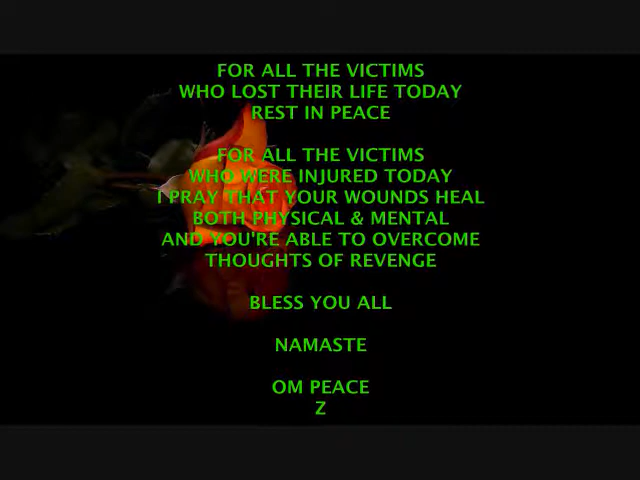 FOR ALL THE VICTIMS
WHO LOST THEIR LIFE TODAY
REST IN PEACE
FOR ALL THE VICTIMS
WHO WERE INJURED TODAY
I PRAY THAT YOUR WOUNDS HEAL
BOTH PHYSICAL & MENTAL
AND YOU'RE ABLE TO OVERCOME
THOUGHTS OF REVENGE
BLESS YOU ALL
NAMASTE
OM PEACE
Z